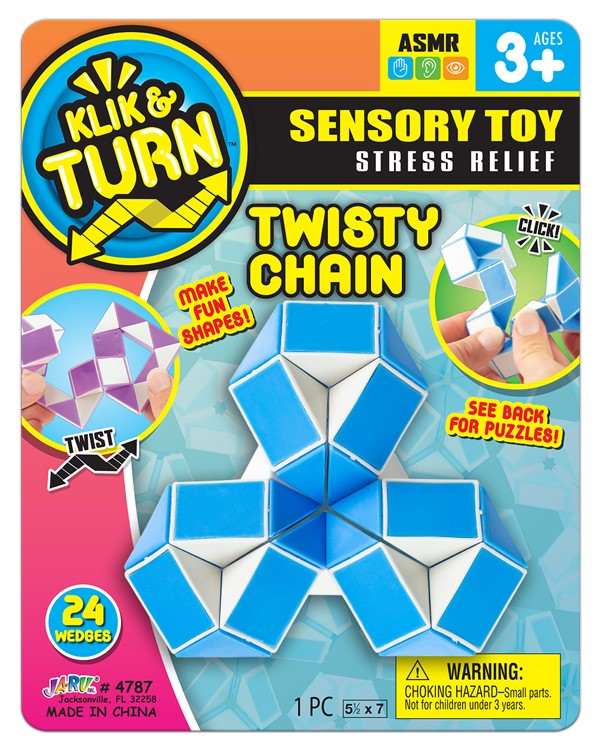 KLIK &
TURN™
ASMR
AGES
3+
SENSORY TOY
STRESS RELIEF
TWISTY
CHAIN
CLICK!
MAKE
FUN
SHAPES!
TWIST
SEE BACK
FOR PUZZLES!
24
WEDGES
JA-RU INC. # 4787
Jacksonville, FL 32258
MADE IN CHINA
1 PC 5½ x 7
WARNING:
CHOKING HAZARD–Small parts.
Not for children under 3 years.